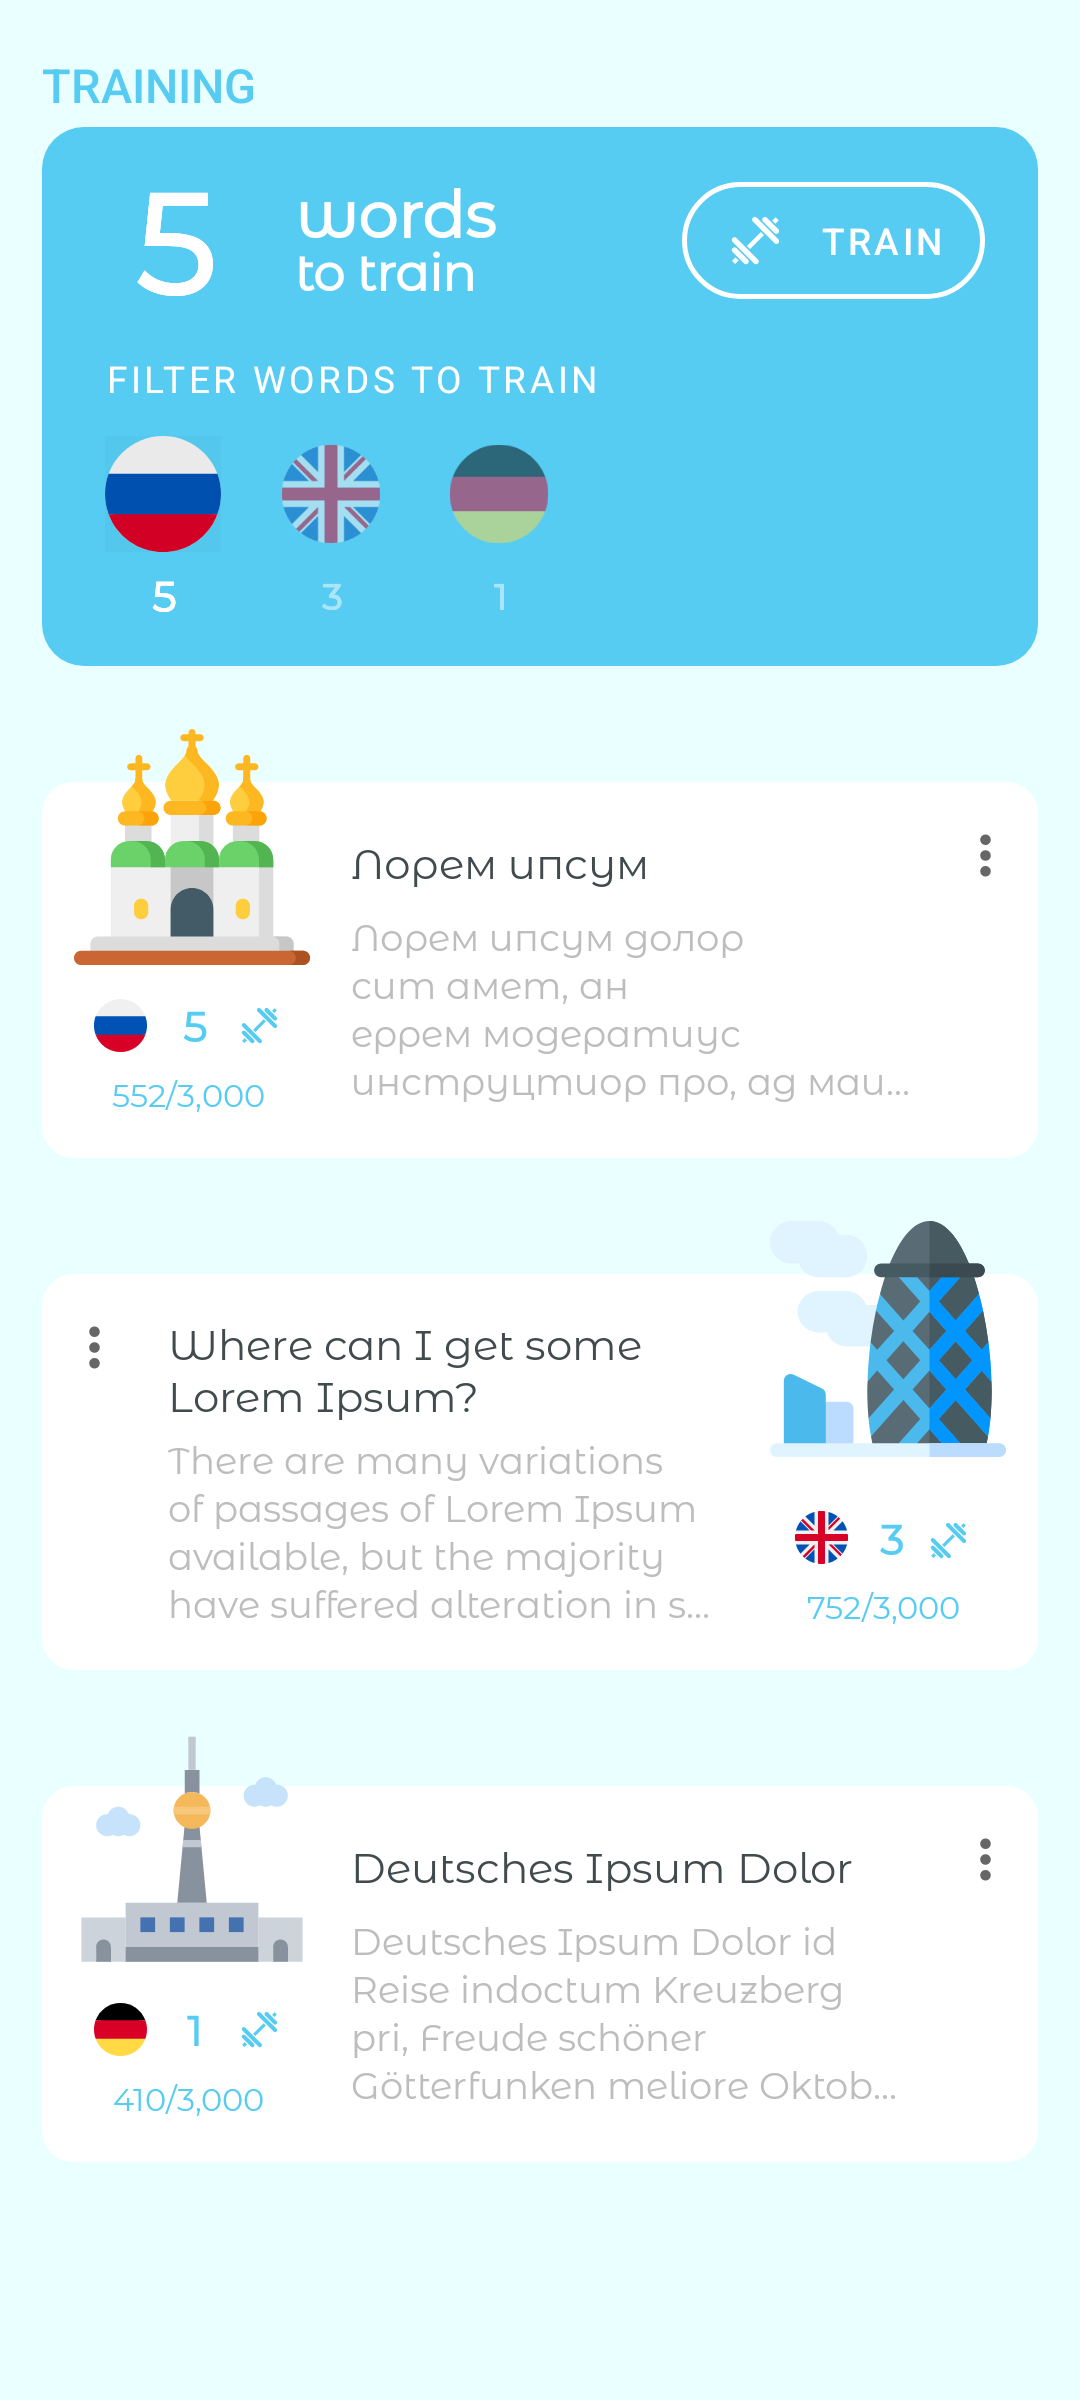 TRAINING
5
words
to train
TRAIN
FILTER WORDS TO TRAIN
5
3
1
Лорем ипсум
Лорем ипсум долор
сит амет, ан
еррем модератиус
инструцтиор про, ад маи...
5
552/3,000
Where can I get some
Lorem Ipsum?
There are many variations
of passages of Lorem Ipsum
available, but the majority
have suffered alteration in s...
3
752/3,000
Deutsches Ipsum Dolor
Deutsches Ipsum Dolor id
Reise indoctum Kreuzberg
pri, Freude schöner
Götterfunken meliore Oktob...
1
410/3,000